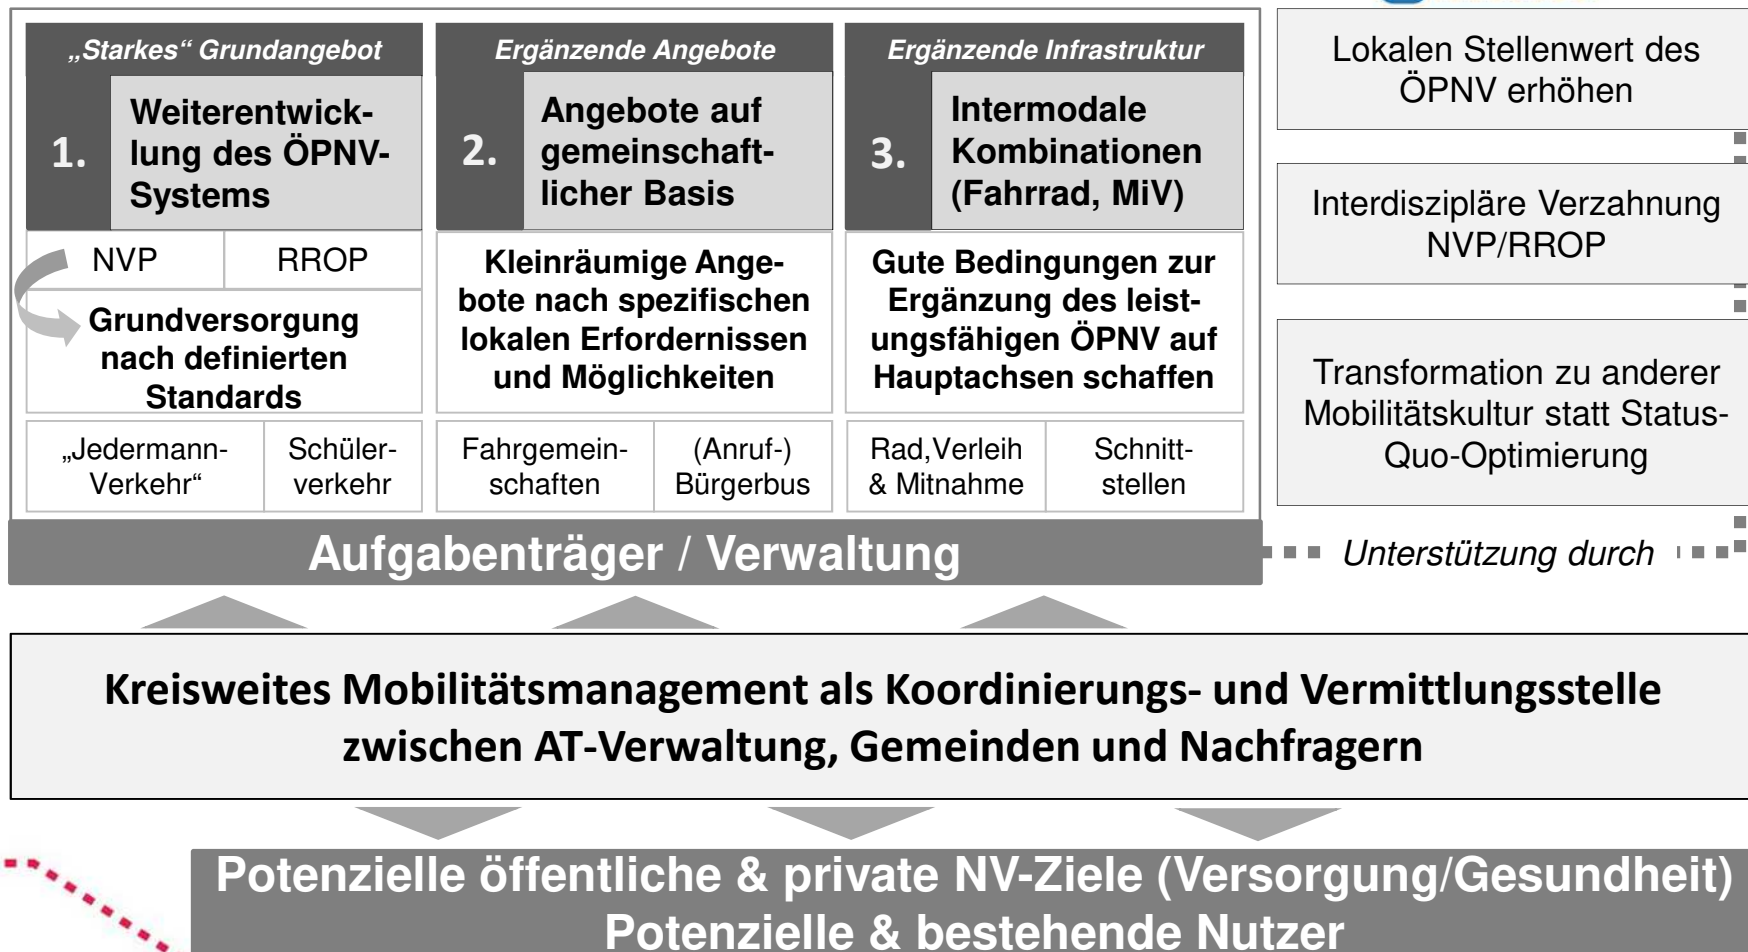 „Starkes“ Grundangebot
1.
Weiterentwick-
lung des ÖPNV-
Systems
NVP
RROP
Grundversorgung
nach definierten
Standards
„Jedermann-
Verkehr“
Schüler-
verkehr
Ergänzende Angebote
2.
Angebote auf
gemeinschaft-
licher Basis
Kleinräumige Ange-
bote nach spezifischen
lokalen Erfordernissen
und Möglichkeiten
Fahrgemein-
schaften
(Anruf-)
Bürgerbus
Ergänzende Infrastruktur
3.
Intermodale
Kombinationen
(Fahrrad, MiV)
Gute Bedingungen zur
Ergänzung des leist-
ungsfähigen ÖPNV auf
Hauptachsen schaffen
Rad,Verleih
& Mitnahme
Schnitt-
stellen
Lokalen Stellenwert des
ÖPNV erhöhen
Interdiszipläre Verzahnung
NVP/RROP
Transformation zu anderer
Mobilitätskultur statt Status-
Quo-Optimierung
Aufgabenträger / Verwaltung
Unterstützung durch
Kreisweites Mobilitätsmanagement als Koordinierungs- und Vermittlungsstelle
zwischen AT-Verwaltung, Gemeinden und Nachfragern
Potenzielle öffentliche & private NV-Ziele (Versorgung/Gesundheit)
Potenzielle & bestehende Nutzer